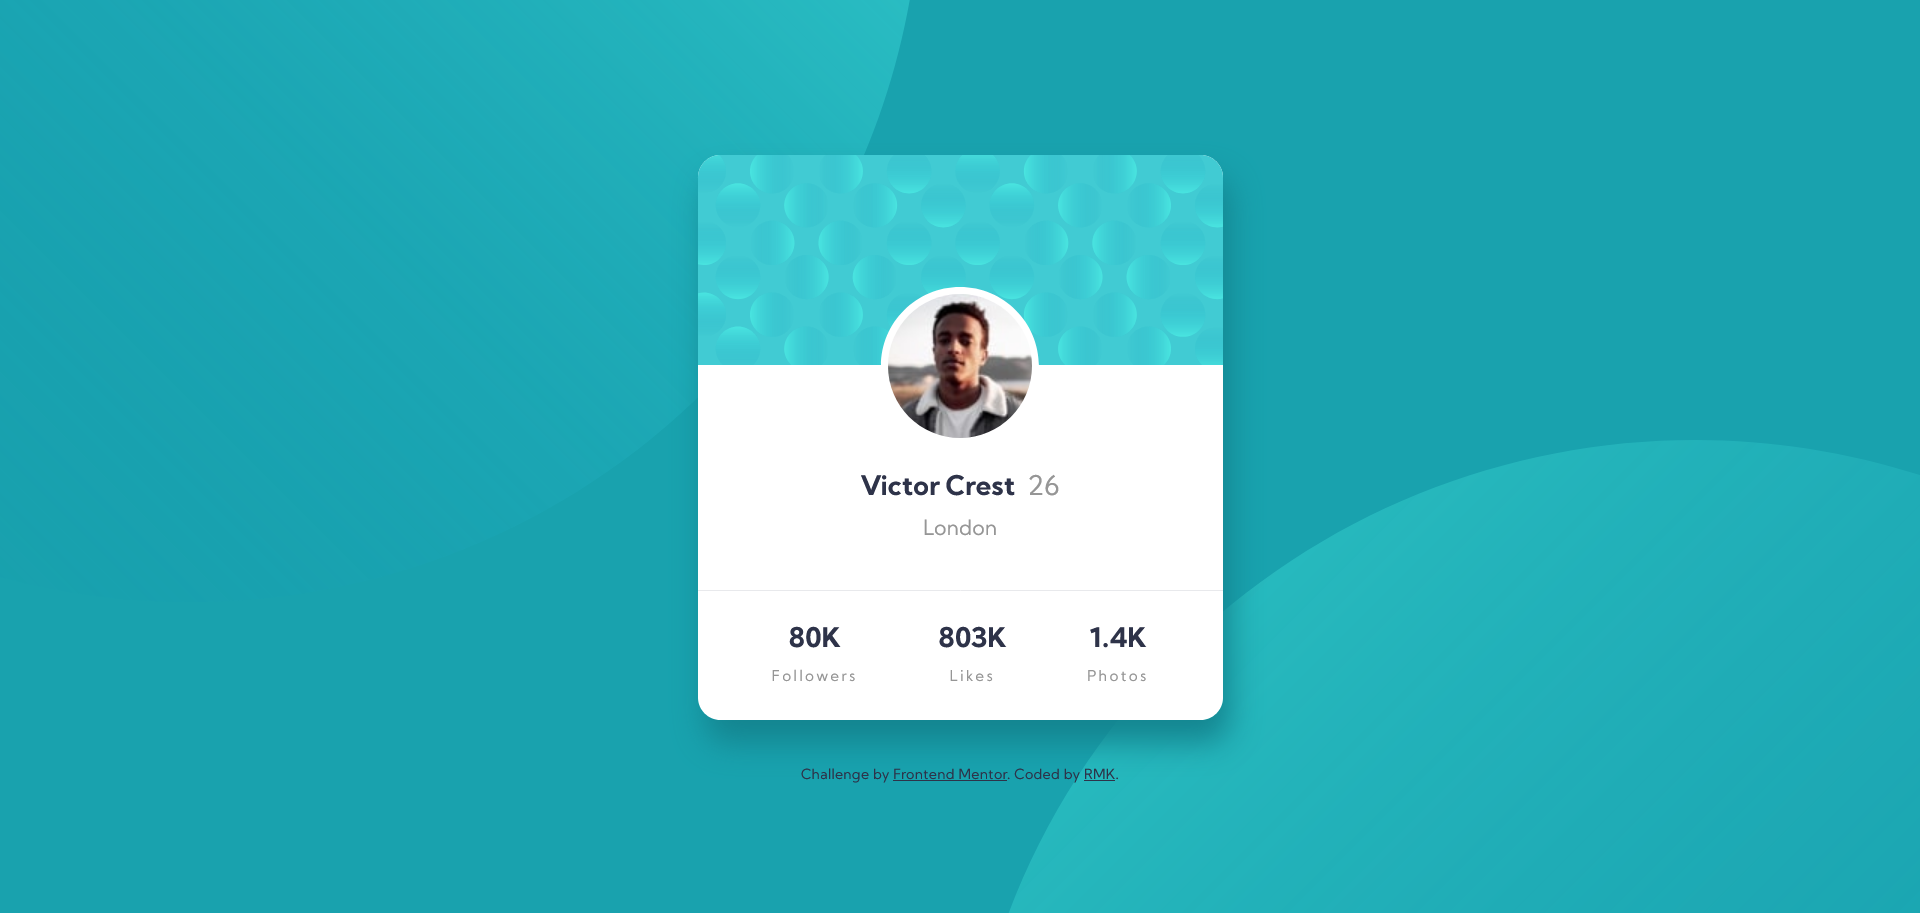 Victor Crest 26
London
80K 803K 1.4K
Followers Likes Photos
Challenge by Frontend Mentor. Coded by RMK.